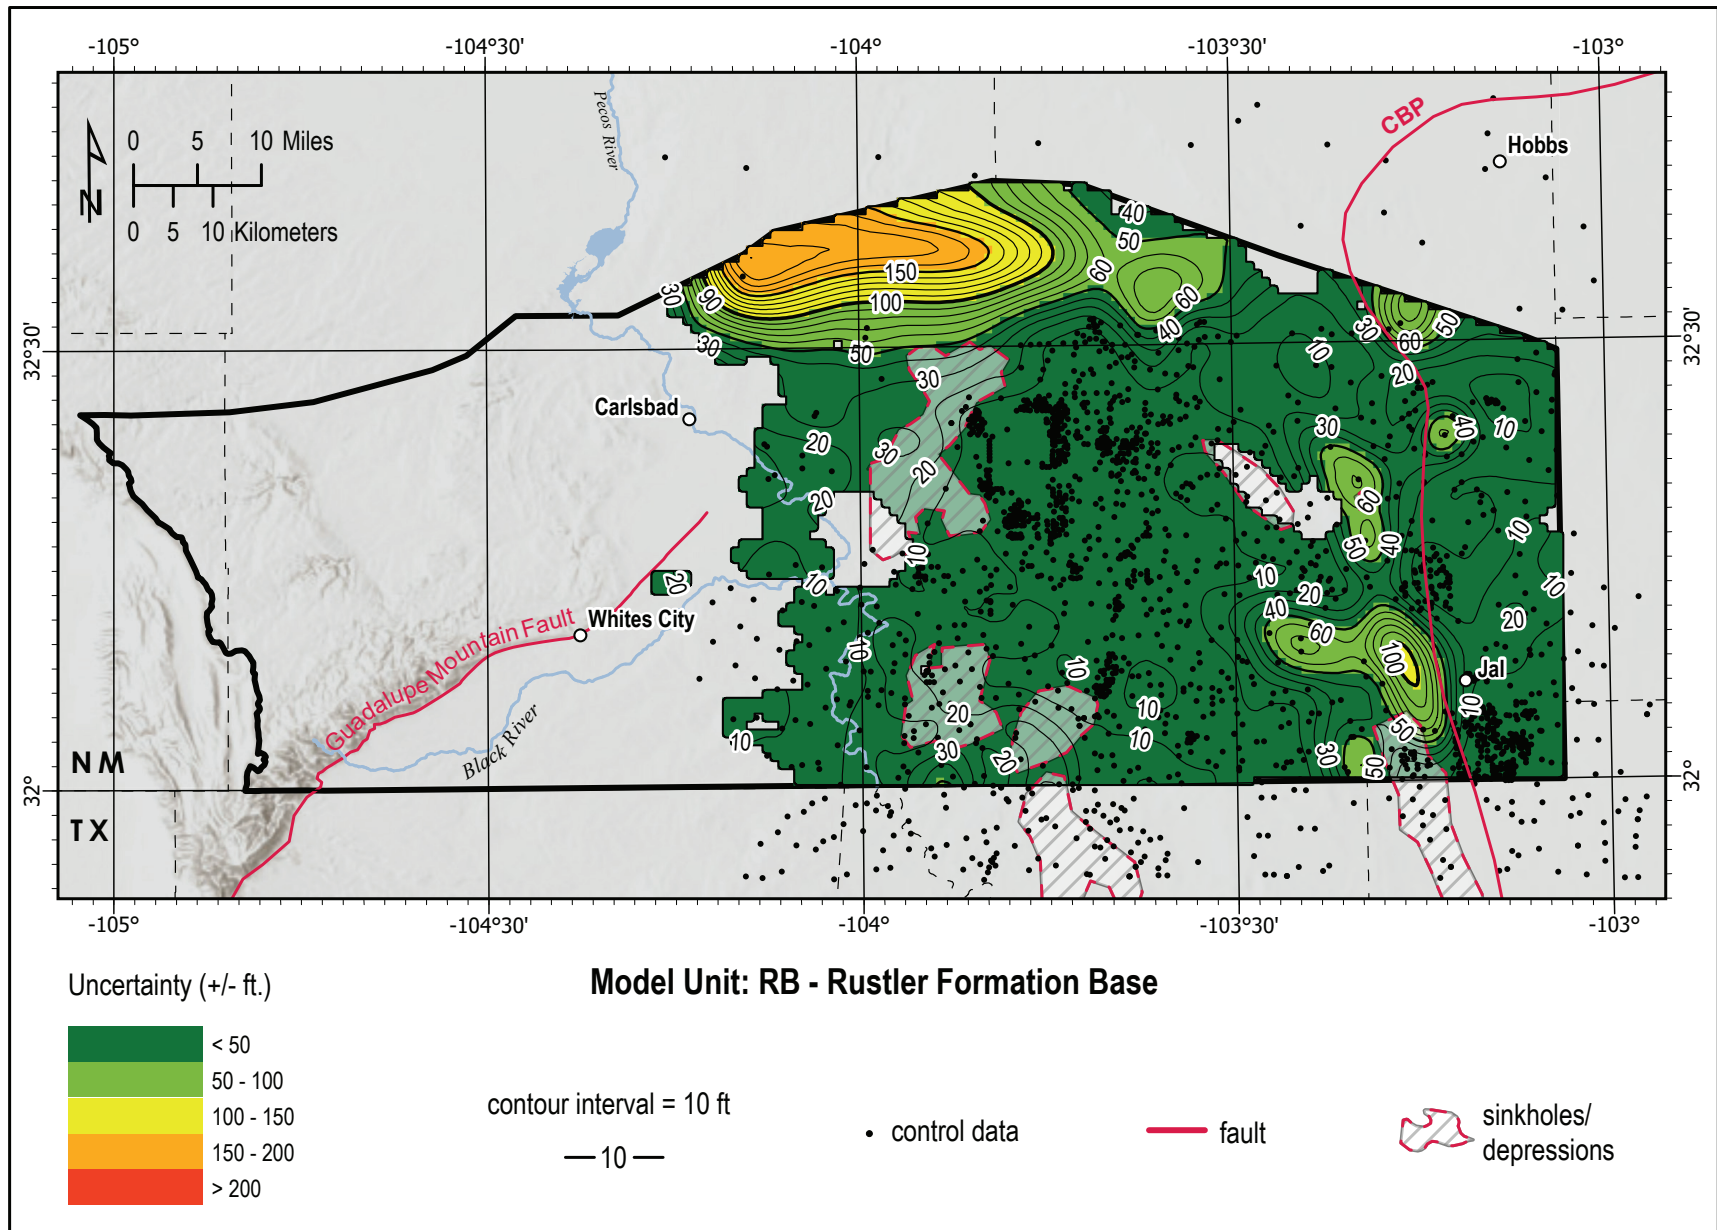 -105°
-104°30'
-104°
-103°30'
-103°
0 5 10 Miles
0 5 10 Kilometers
N
Pecos River
CBP
Hobbs
40
50
60
150
100
90
30
60
40
30
50
60
20
30
50
32°30'
32°30'
10
30
Carlsbad
20
30
20
20
30
40
10
60
50
40
10
10
10
20
10
10
20
40
60
20
Whites City
Guadalupe Mountain Fault
10
10
100
Jal
20
10
10
10
50
Black River
10
30
20
30
50
NM
32°
32°
TX
-105°
-104°30'
-104°
-103°30'
-103°
Model Unit: RB - Rustler Formation Base
Uncertainty (+/- ft.)
< 50
50 - 100
100 - 150
150 - 200
> 200
contour interval = 10 ft
10
control data
fault
sinkholes/
depressions